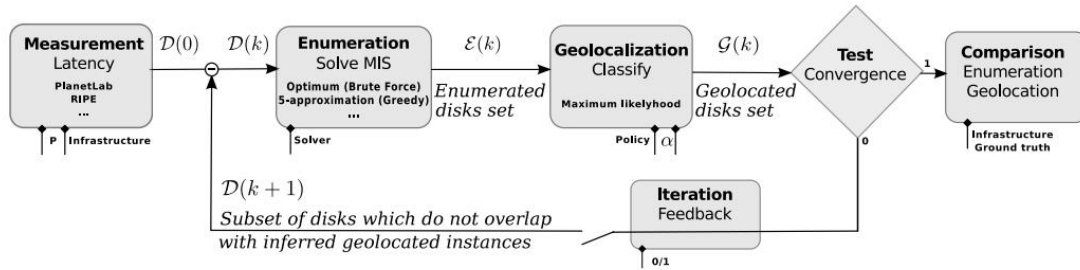 Measurement
Latency
PlanetLab
RIPE
...
P
Infrastructure
𝒟(0)
𝒟(k)
Enumeration
Solve MIS
Optimum (Brute Force)
5-approximation (Greedy)
...
Solver
ℰ(k)
Enumerated
disks set
Geolocalization
Classify
Maximum likelyhood
Policy
α
𝒢(k)
Geolocated
disks set
Test
Convergence
1
0
Comparison
Enumeration
Geolocation
Infrastructure
Ground truth
𝒟(k + 1)
Subset of disks which do not overlap
with inferred geolocated instances
Iteration
Feedback
0/1